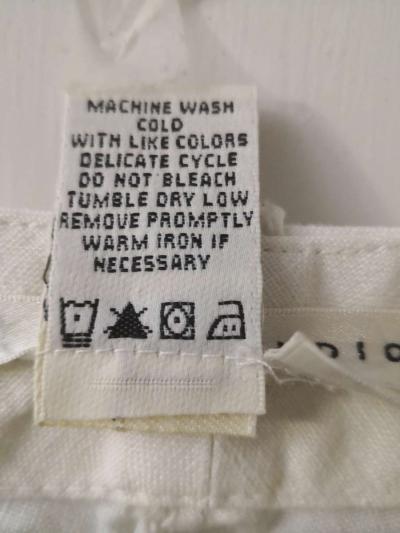 MACHINE WASH
COLD
WITH LIKE COLORS
DELICATE CYCLE
DO NOT BLEACH
TUMBLE DRY LOW
REMOVE PROMPTLY
WARM IRON IF
NECESSARY